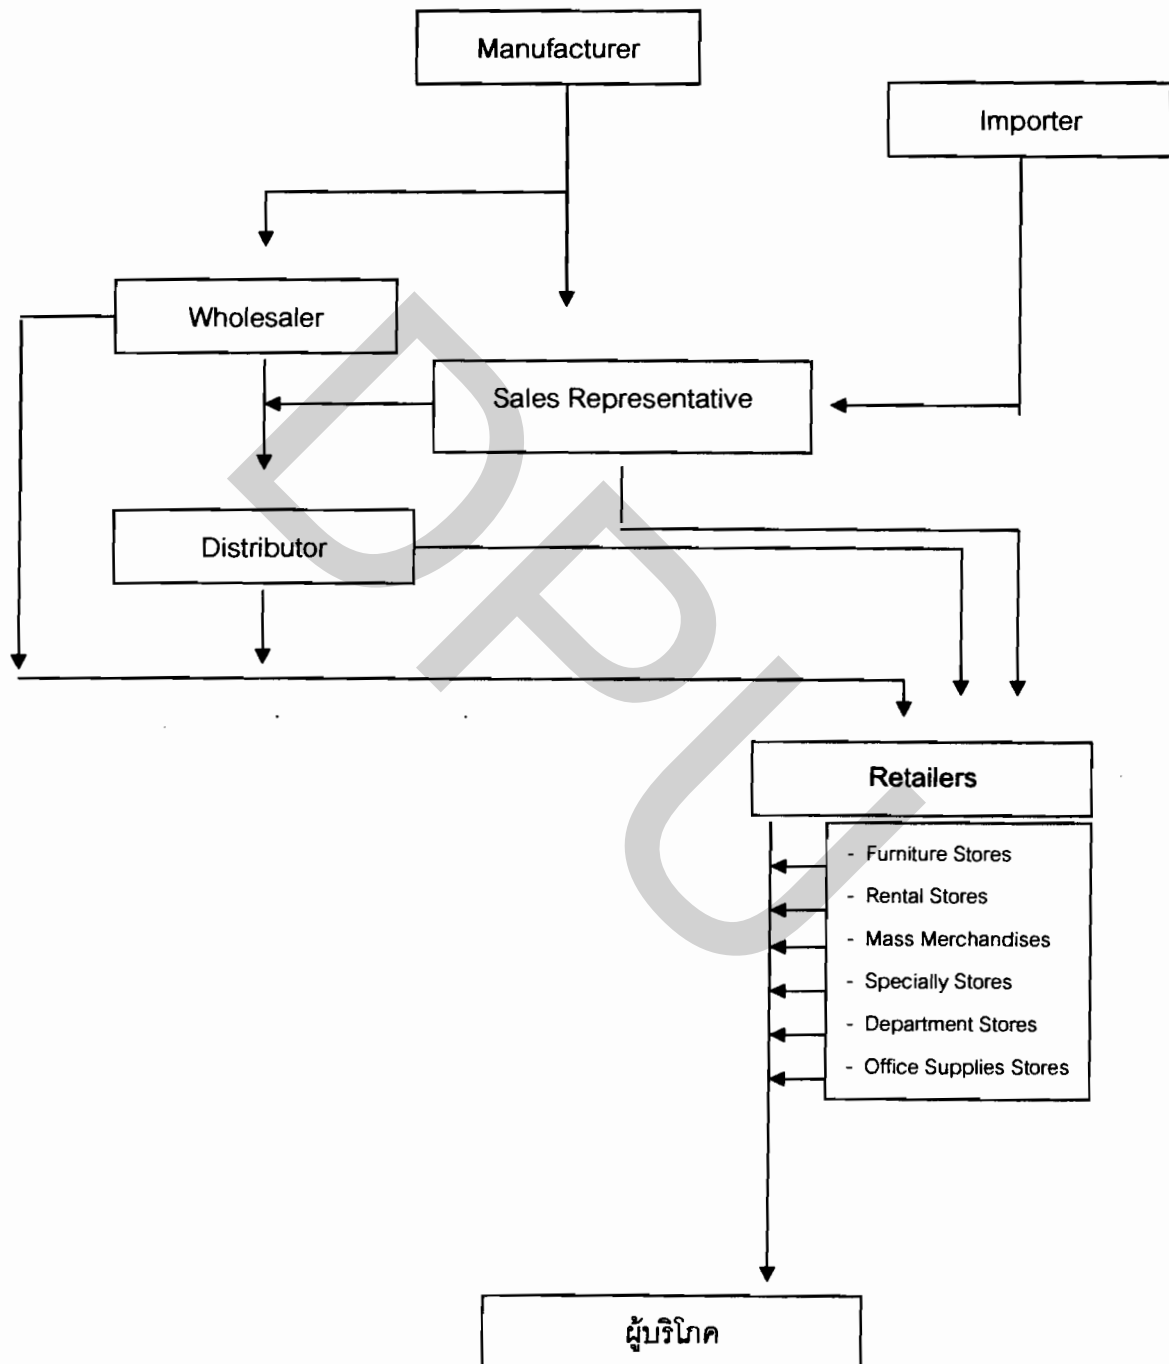 Manufacturer
Importer
Wholesaler
Sales Representative
Distributor
Retailers
- Furniture Stores
- Rental Stores
- Mass Merchandises
- Specially Stores
- Department Stores
- Office Supplies Stores
ผู้บริโภค
DPU